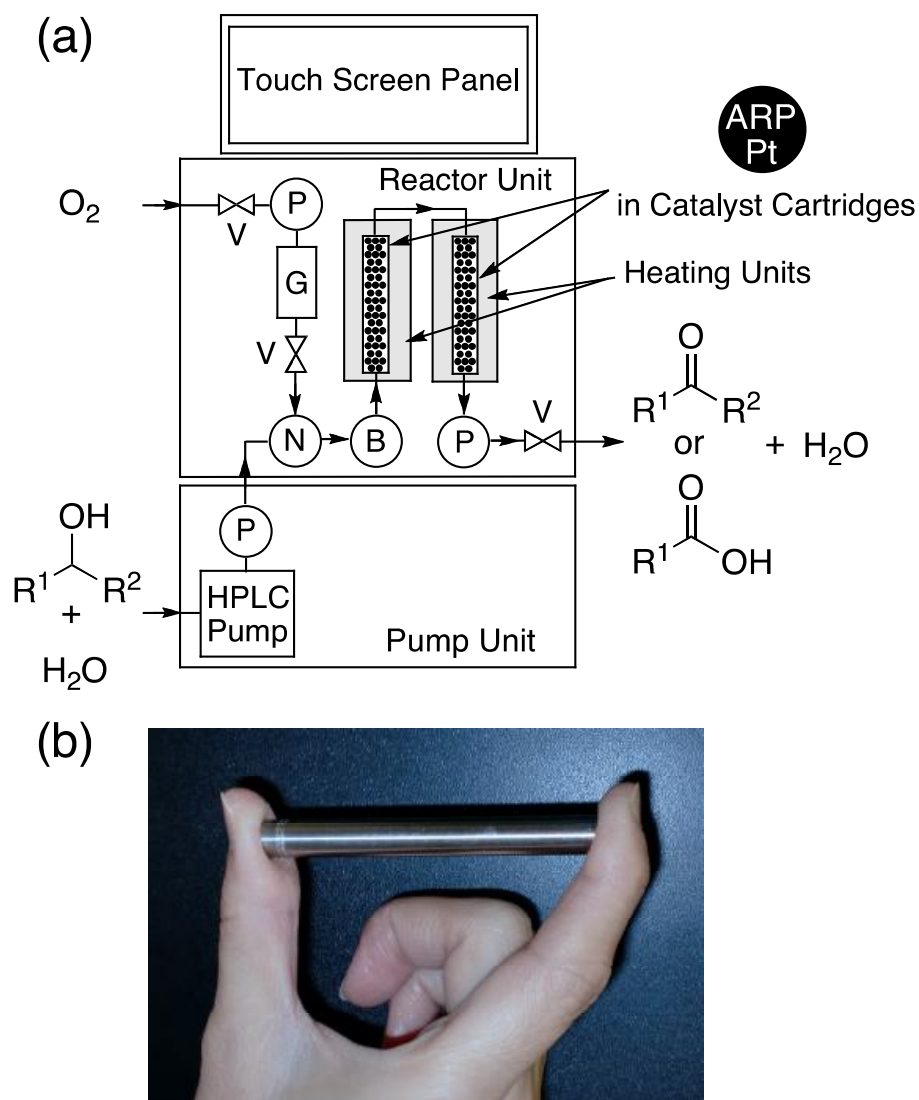 (a)
Touch Screen Panel
ARP
Pt
O₂
V
P
Reactor Unit
in Catalyst Cartridges
G
Heating Units
V
N
B
P
V
O
R¹ R²
or
+ H₂O
O
R¹ OH
P
OH
R¹ R²
+
H₂O
HPLC
Pump
Pump Unit
(b)